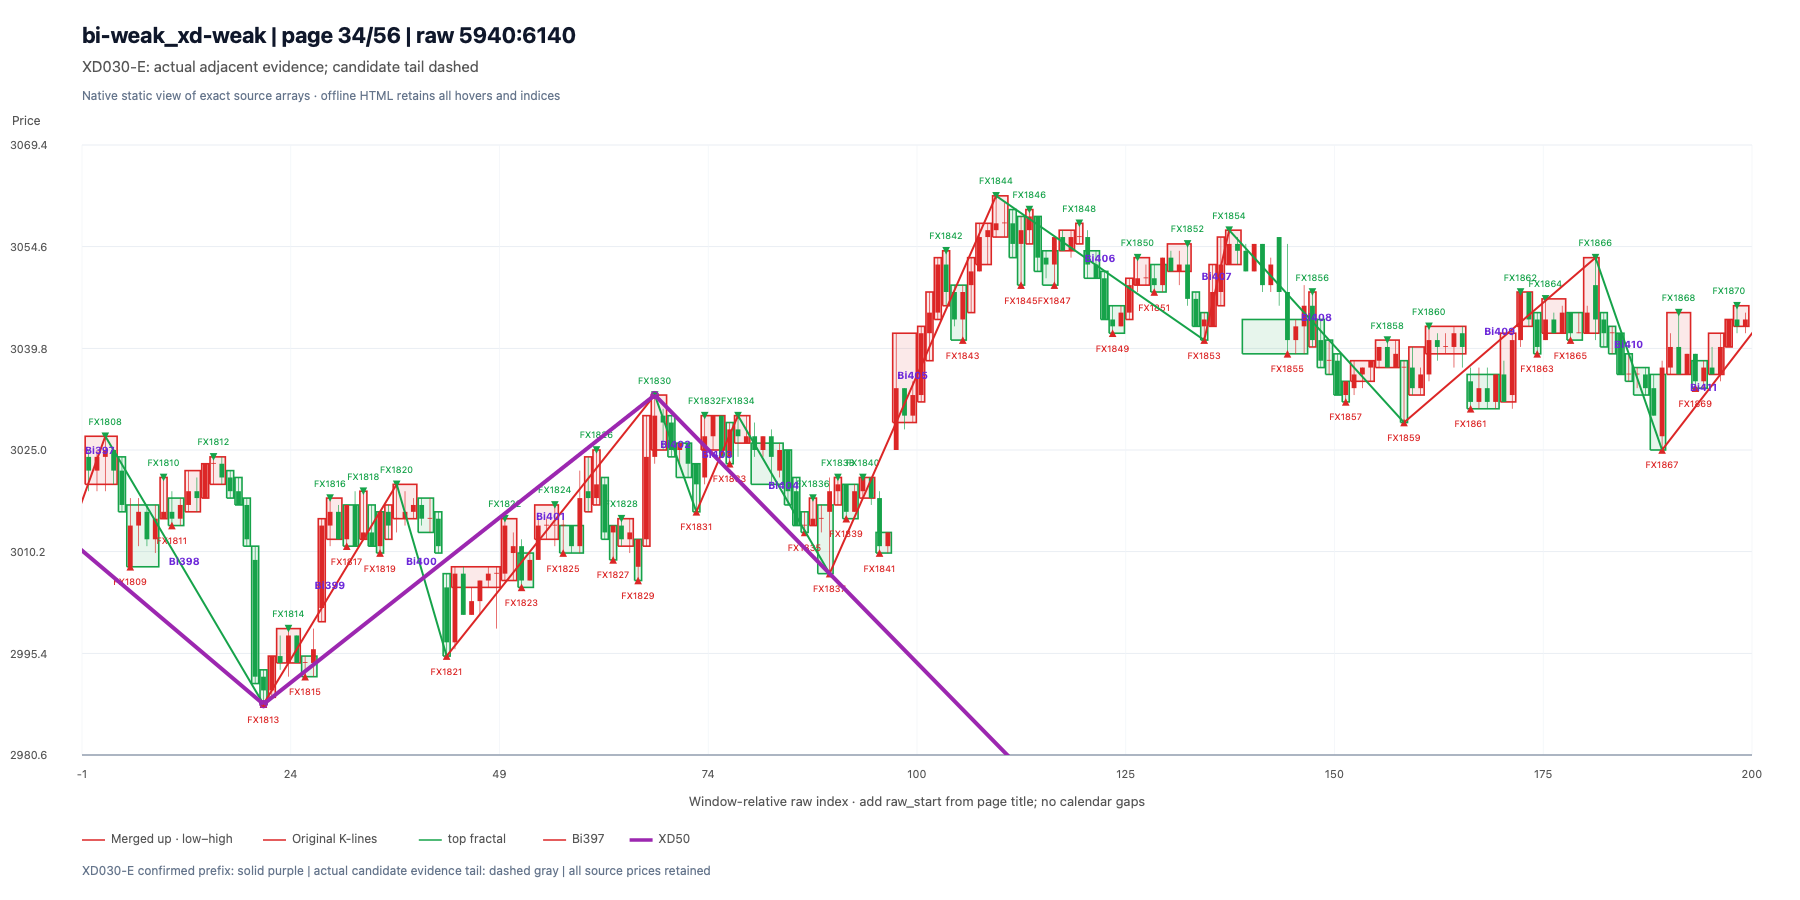 bi-weak_xd-weak | page 34/56 | raw 5940:6140
XD030-E: actual adjacent evidence; candidate tail dashed
Native static view of exact source arrays · offline HTML retains all hovers and indices
Price
3069.4
3054.6
3039.8
3025.0
3010.2
2995.4
2980.6
FX1844
FX1846
FX1848
FX1854
FX1852
FX1842
FX1850
FX1866
Bi406
Bi407
FX1856
FX1862
FX1864
FX1845
FX1847
FX1851
FX1868
FX1870
FX1858
FX1860
Bi408
Bi409
Bi410
FX1849
FX1843
FX1853
FX1855
FX1863
FX1865
FX1830
Bi405
Bi411
FX1832
FX1834
FX1857
FX1869
FX1808
FX1812
FX1859
FX1861
Bi397
Bi402
Bi403
FX1810
FX1820
FX1840
FX1867
FX1833
FX1816
FX1818
FX1824
FX1828
Bi404
FX1836
Bi401
FX1831
FX1811
FX1817
FX1819
FX1839
FX1835
Bi398
Bi400
FX1825
FX1827
FX1841
FX1809
Bi399
FX1823
FX1829
FX1837
FX1814
FX1821
FX1815
FX1813
-1
24
49
74
100
125
150
175
200
Window-relative raw index · add raw_start from page title; no calendar gaps
Merged up · low–high
Original K-lines
top fractal
Bi397
XD50
XD030-E confirmed prefix: solid purple | actual candidate evidence tail: dashed gray | all source prices retained